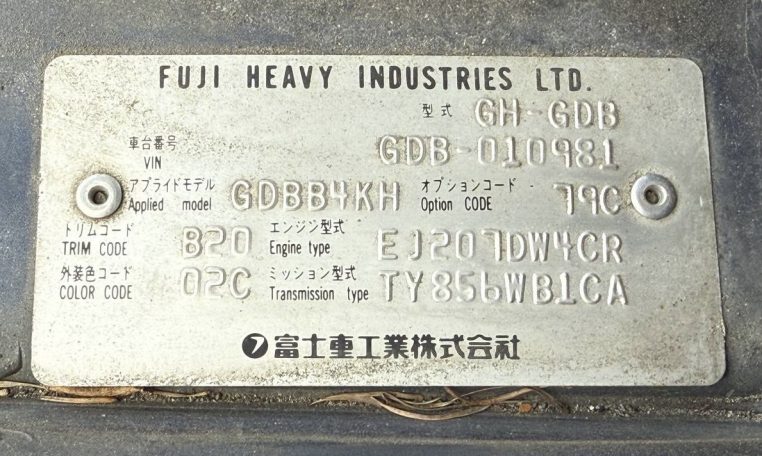 FUJI HEAVY INDUSTRIES LTD.
型式 GH-GDB
車台番号 VIN GDB-010981
アプライドモデル Applied model GDBB4KH オプションコード Option CODE 79C
トリムコード TRIM CODE B20 エンジン型式 Engine type EJ207DW4CR
外装色コード COLOR CODE 02C ミッション型式 Transmission type TY856WB1CA
富士重工業株式会社